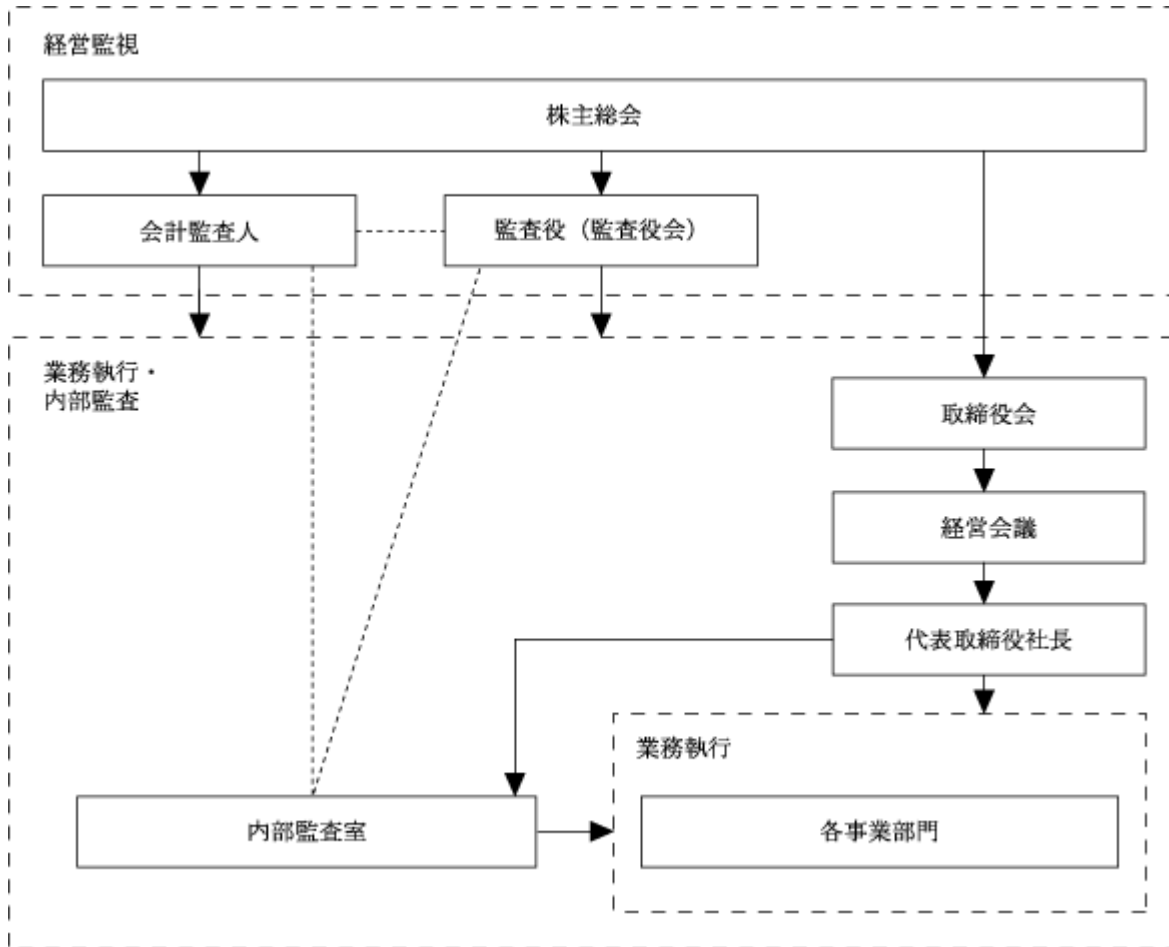 経営監視
株主総会
会計監査人
監査役（監査役会）
業務執行・
内部監査
取締役会
経営会議
代表取締役社長
業務執行
内部監査室
各事業部門